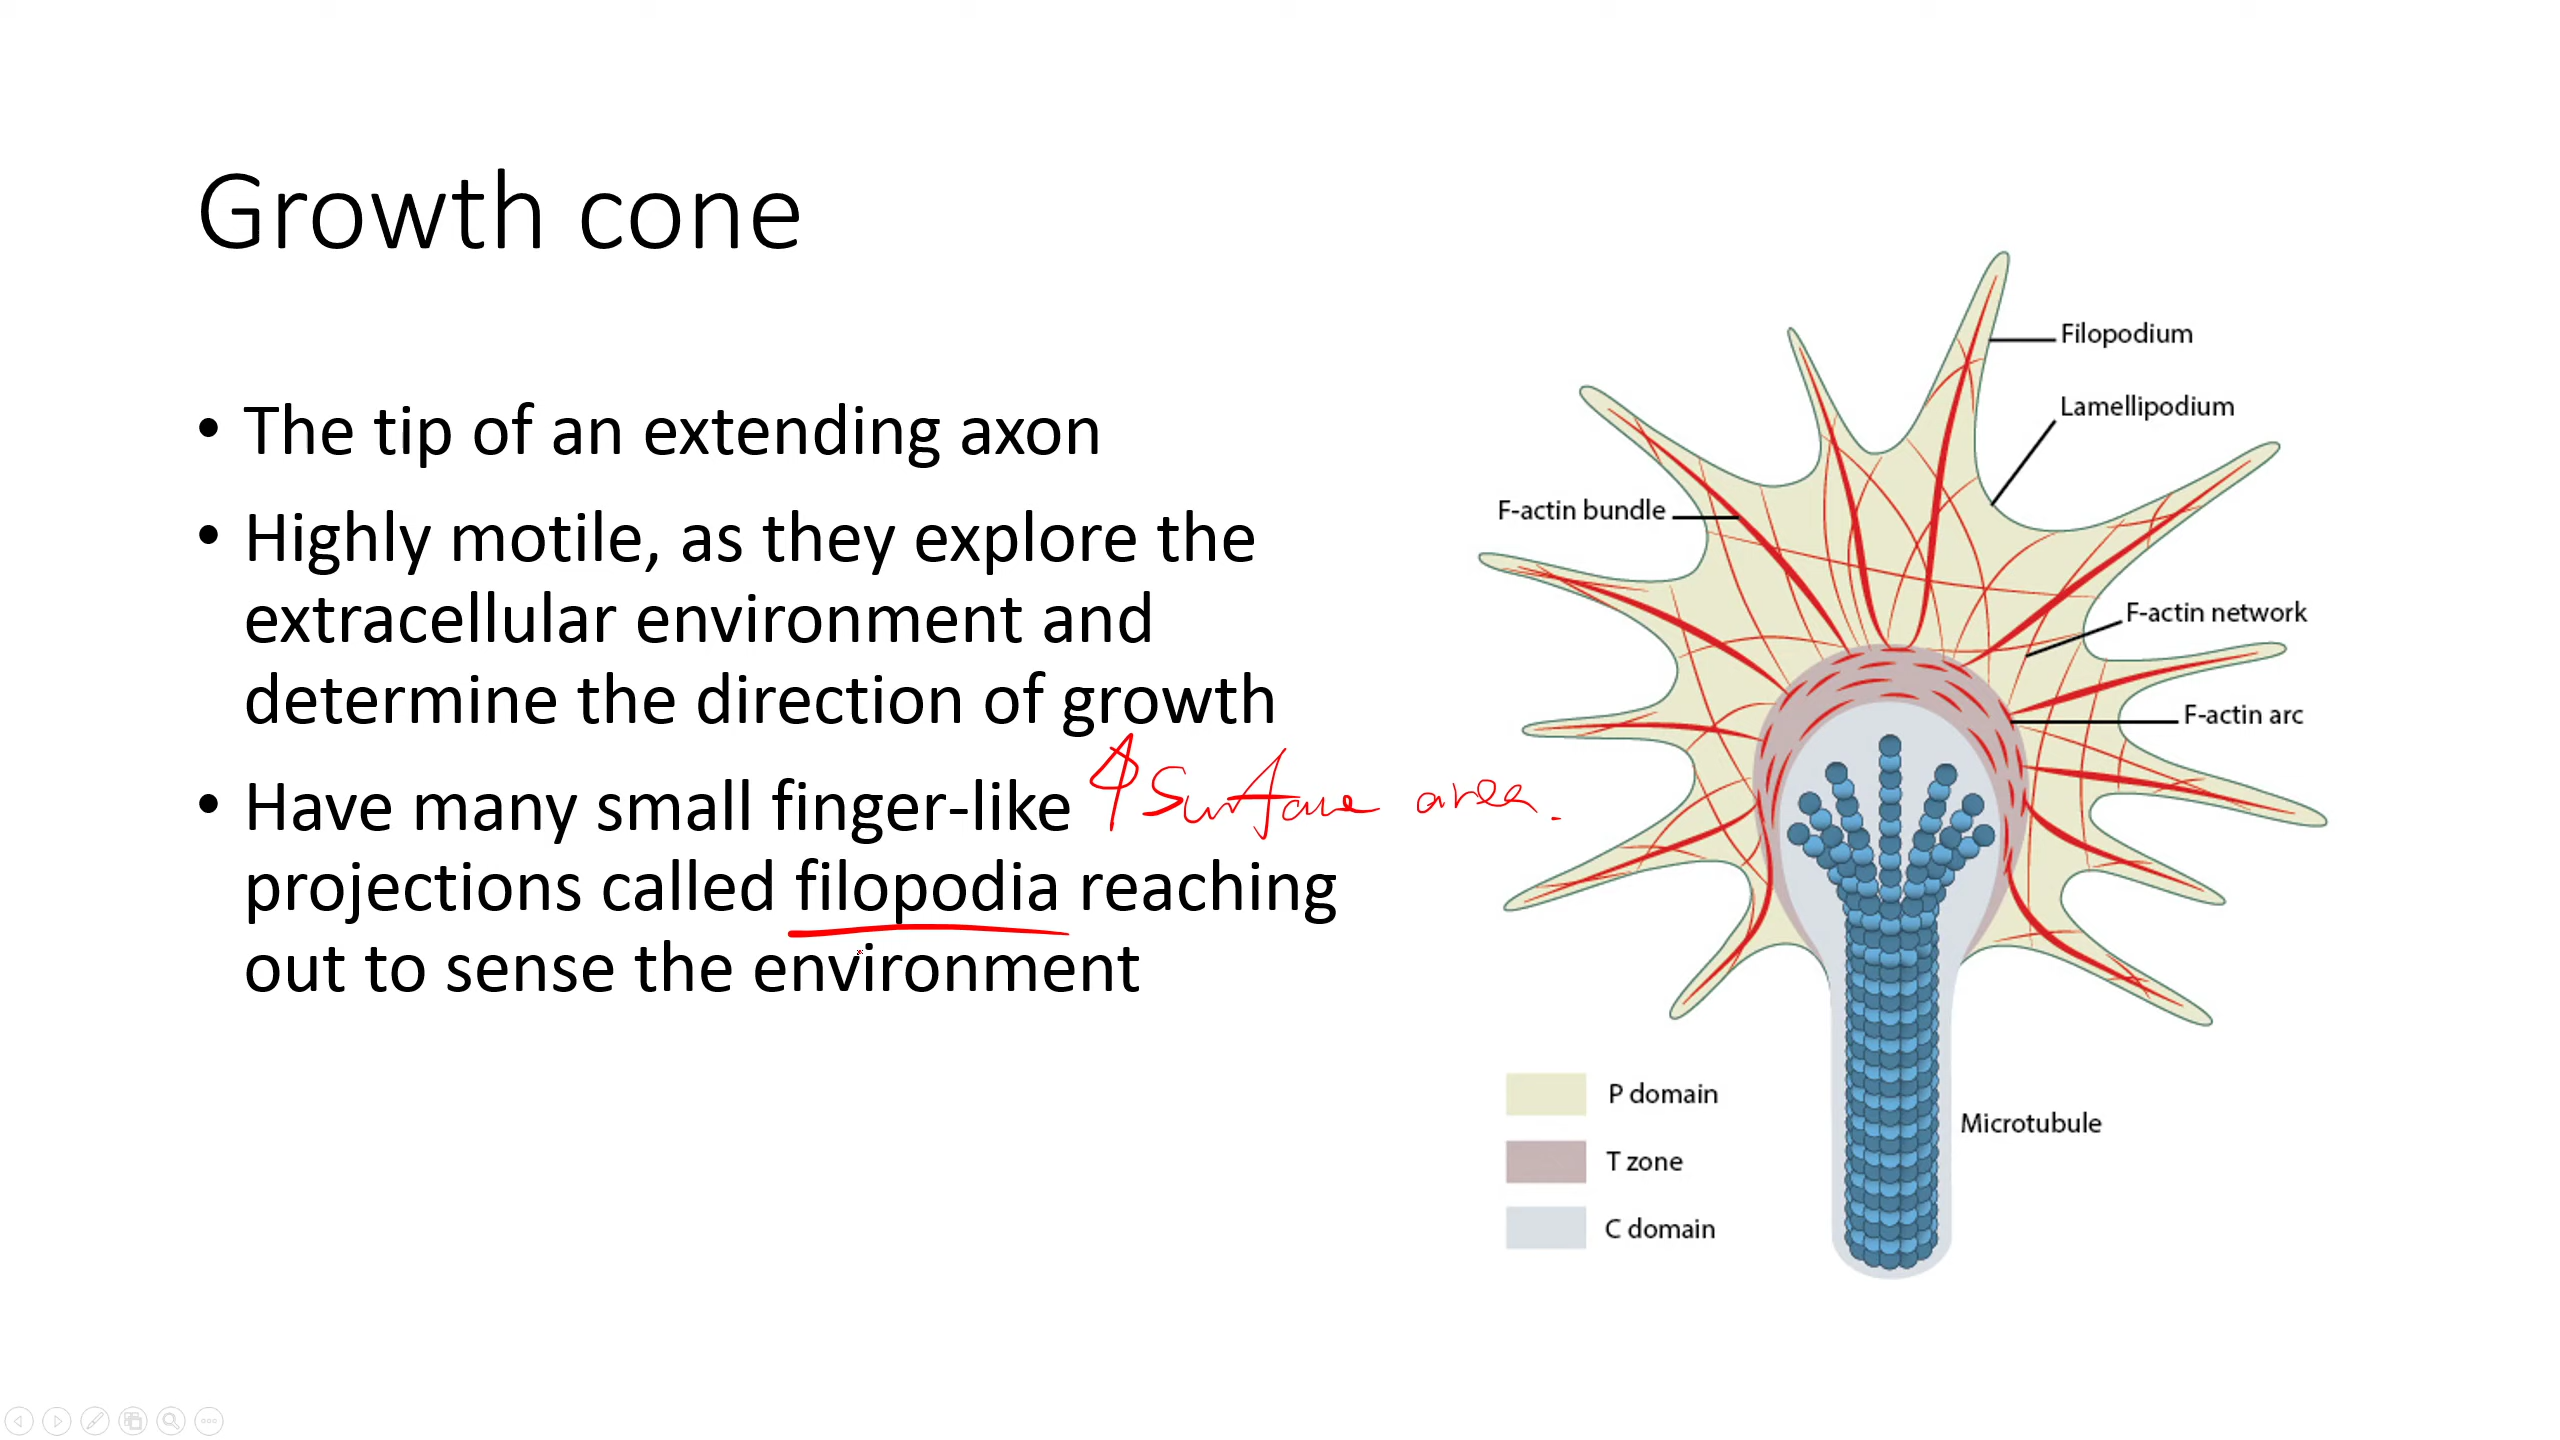 Growth cone
• The tip of an extending axon
• Highly motile, as they explore the
extracellular environment and
determine the direction of growth
• Have many small finger-like
↑ Surface area.
projections called filopodia reaching
out to sense the environment
Filopodium
Lamellipodium
F-actin bundle
F-actin network
F-actin arc
P domain
T zone
C domain
Microtubule